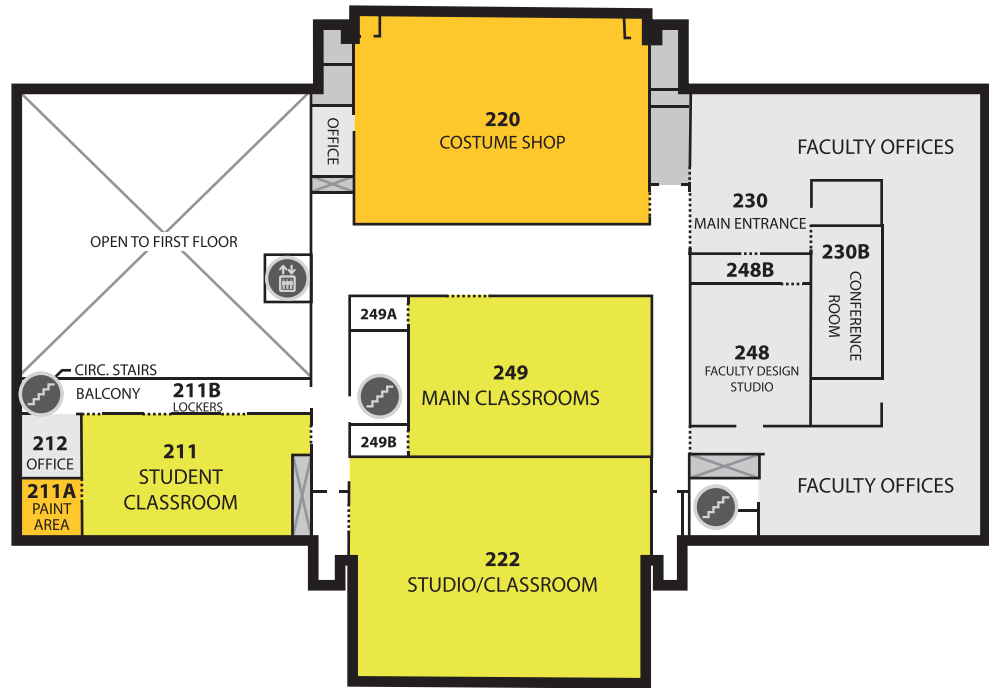 220
COSTUME SHOP
OFFICE
FACULTY OFFICES
230
MAIN ENTRANCE
OPEN TO FIRST FLOOR
230B
CONFERENCE
ROOM
248B
249A
249
MAIN CLASSROOMS
248
FACULTY DESIGN
STUDIO
CIRC. STAIRS
BALCONY
211B
LOCKERS
249B
212
OFFICE
211
STUDENT
CLASSROOM
211A
PAINT
AREA
FACULTY OFFICES
222
STUDIO/CLASSROOM